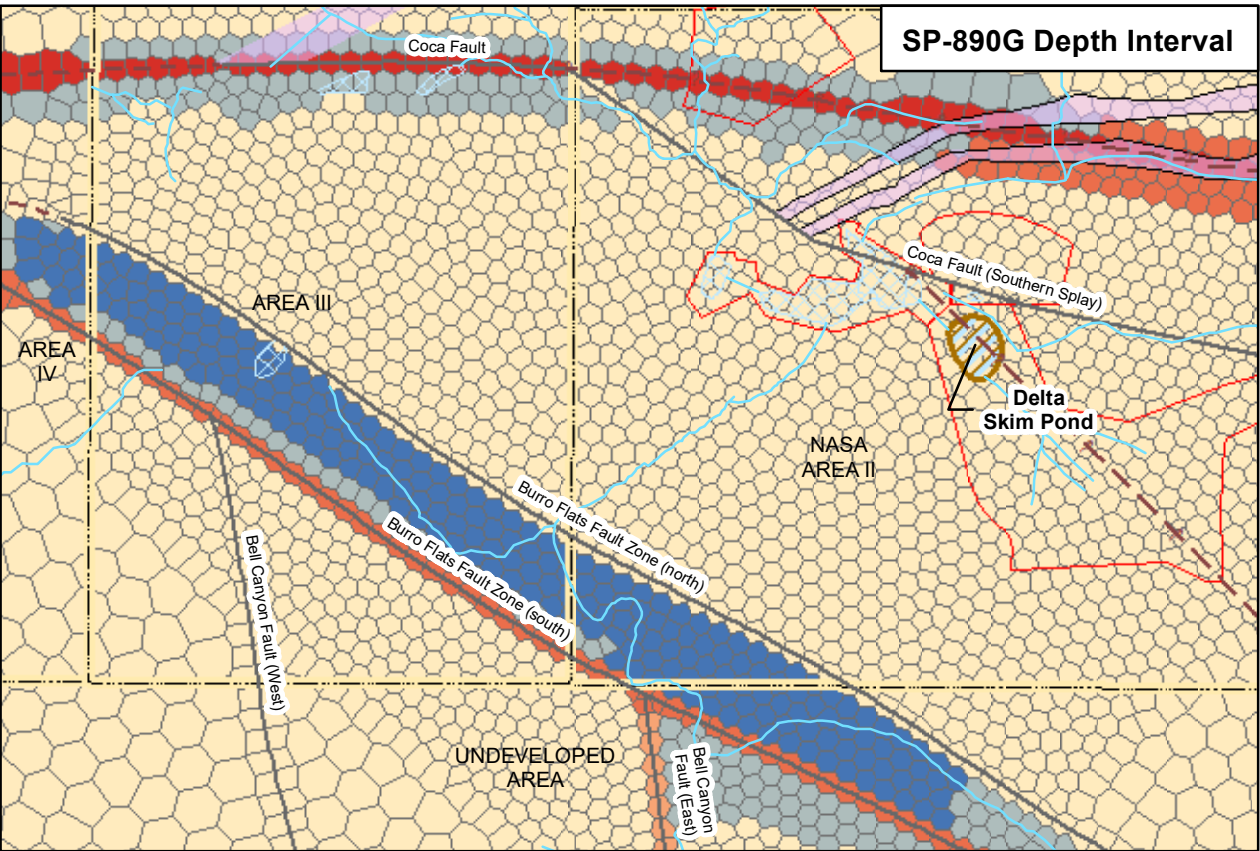 SP-890G Depth Interval
Coca Fault
Coca Fault (Southern Splay)
AREA III
AREA
IV
Delta
Skim Pond
NASA
AREA II
Burro Flats Fault Zone (north)
Burro Flats Fault Zone (south)
Bell Canyon Fault (West)
UNDEVELOPED
AREA
Bell Canyon
Fault (East)